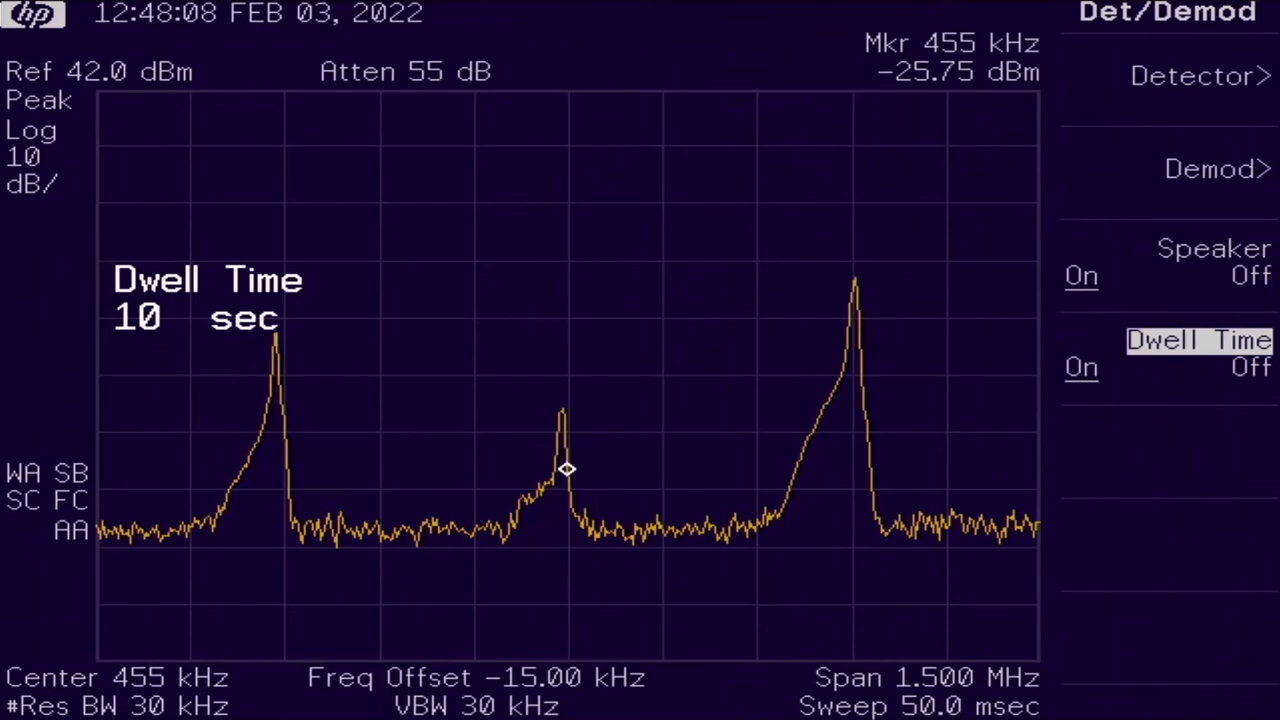 hp 12:48:08 FEB 03, 2022
Det/Demod
Mkr 455 kHz
Ref 42.0 dBm Atten 55 dB -25.75 dBm
Peak
Log
10
dB/
Detector>
Demod>
Speaker
On Off
Dwell Time
10 sec
Dwell Time
On Off
WA SB
SC FC
AA
Center 455 kHz Freq Offset -15.00 kHz Span 1.500 MHz
#Res BW 30 kHz VBW 30 kHz Sweep 50.0 msec